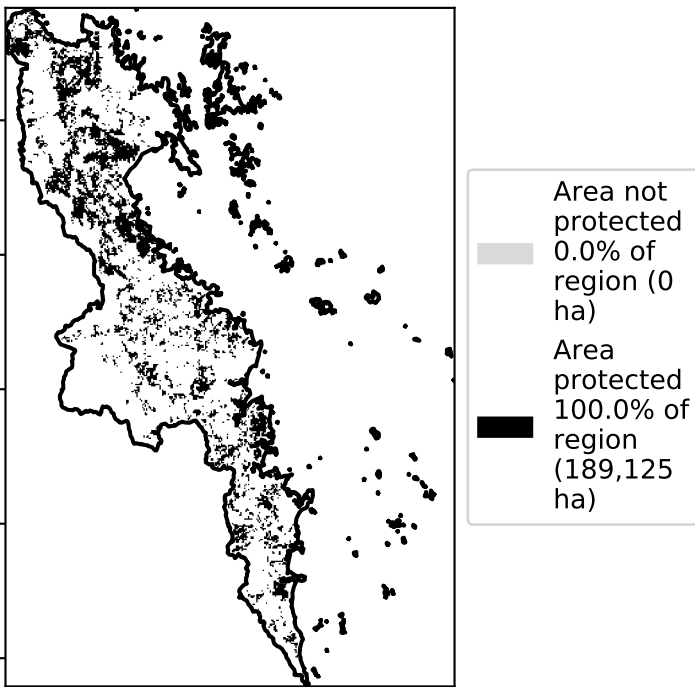 Area not
protected
0.0% of
region (0
ha)
Area
protected
100.0% of
region
(189,125
ha)